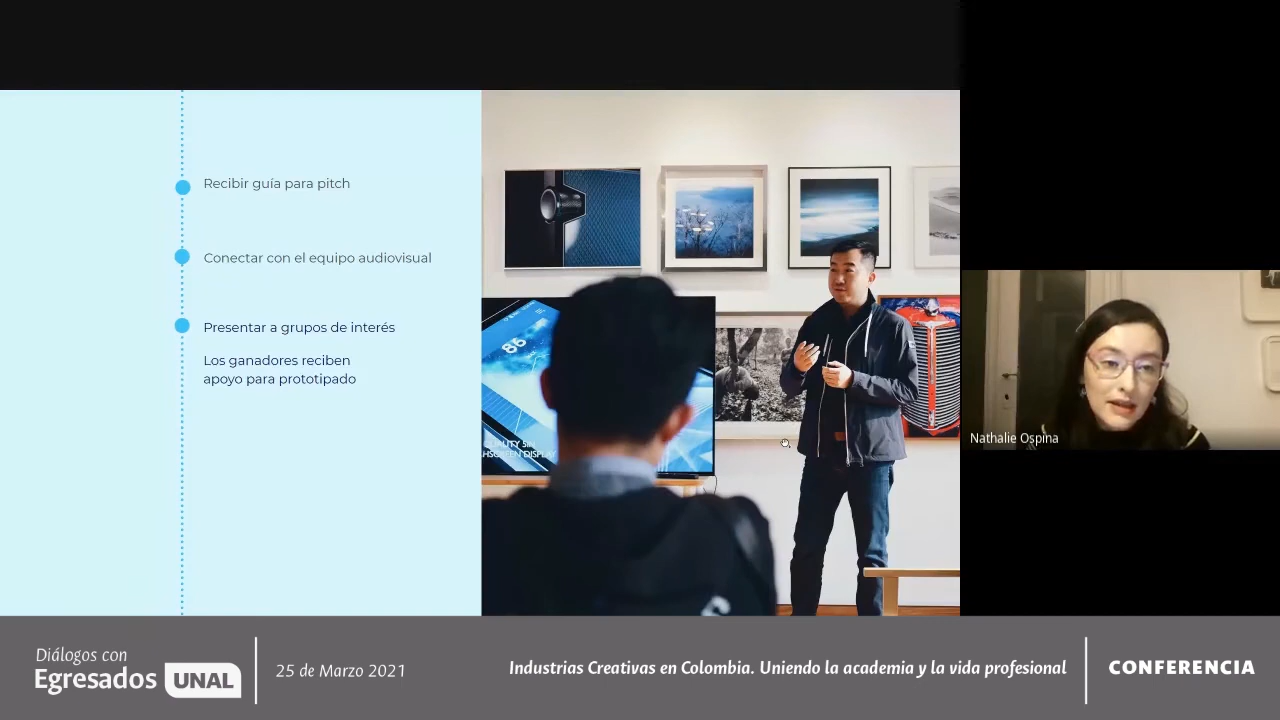 Recibir guía para pitch
Conectar con el equipo audiovisual
Presentar a grupos de interés
Los ganadores reciben
apoyo para prototipado
86
Nathalie Ospina
Diálogos con
Egresados UNAL
25 de Marzo 2021
Industrias Creativas en Colombia. Uniendo la academia y la vida profesional
CONFERENCIA